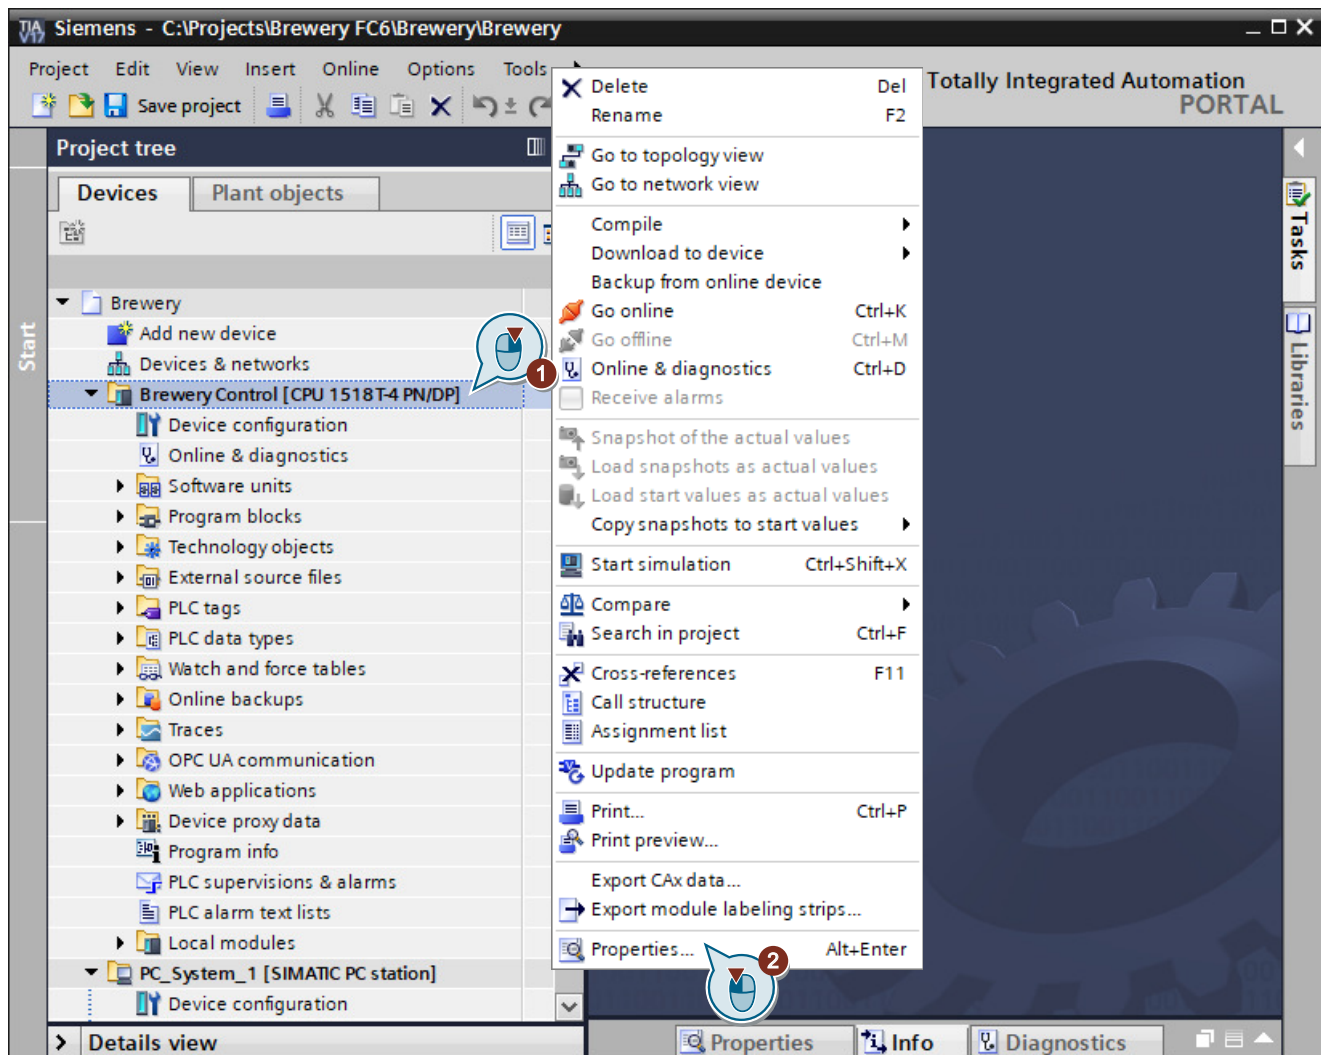 TIA
V17
Siemens - C:\Projects\Brewery FC6\Brewery\Brewery
Project Edit View Insert Online Options Tools
Save project
Totally Integrated Automation
PORTAL
Start
Project tree
Devices
Plant objects
Brewery
Add new device
Devices & networks
Brewery Control [CPU 1518T-4 PN/DP]
Device configuration
Online & diagnostics
Software units
Program blocks
Technology objects
External source files
PLC tags
PLC data types
Watch and force tables
Online backups
Traces
OPC UA communication
Web applications
Device proxy data
Program info
PLC supervisions & alarms
PLC alarm text lists
Local modules
PC_System_1 [SIMATIC PC station]
Device configuration
Details view
Delete Del
Rename F2
Go to topology view
Go to network view
Compile
Download to device
Backup from online device
Go online Ctrl+K
Go offline Ctrl+M
Online & diagnostics Ctrl+D
Receive alarms
Snapshot of the actual values
Load snapshots as actual values
Load start values as actual values
Copy snapshots to start values
Start simulation Ctrl+Shift+X
Compare
Search in project Ctrl+F
Cross-references F11
Call structure
Assignment list
Update program
Print... Ctrl+P
Print preview...
Export CAx data...
Export module labeling strips...
Properties... Alt+Enter
1
2
Tasks
Libraries
Properties
Info
Diagnostics